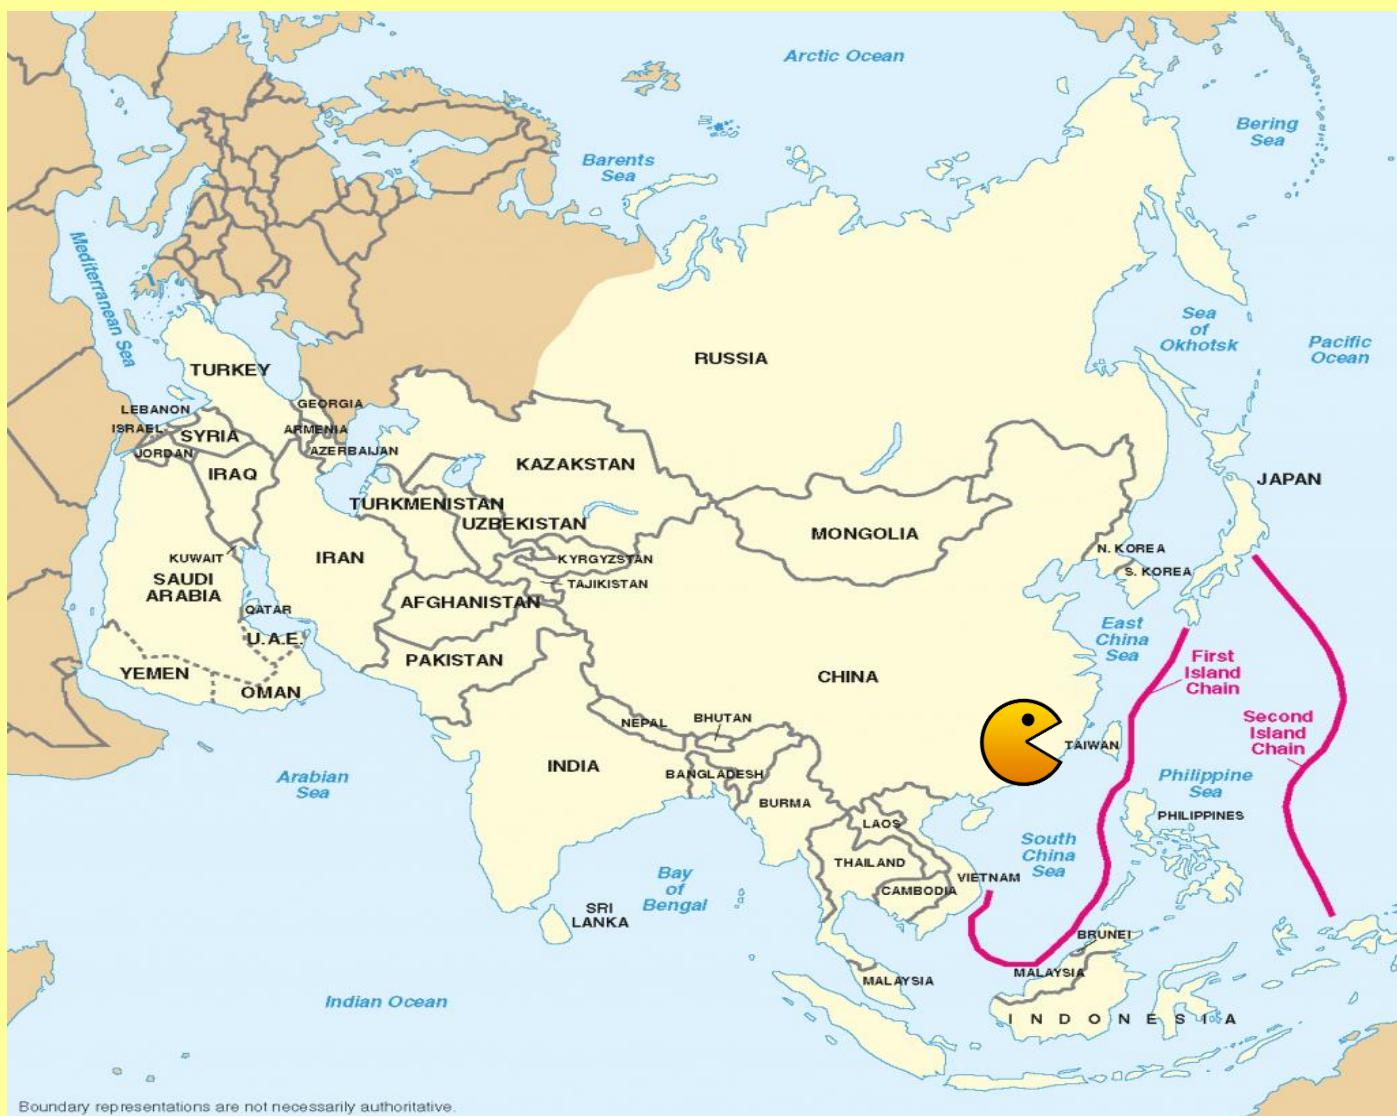 Arctic Ocean
Bering
Sea
Barents
Sea
Mediterranean Sea
Sea
of
Okhotsk
Pacific
Ocean
RUSSIA
TURKEY
GEORGIA
LEBANON
ISRAEL
ARMENIA
SYRIA
JORDAN
AZERBAIJAN
IRAQ
KAZAKSTAN
JAPAN
TURKMENISTAN
UZBEKISTAN
MONGOLIA
KUWAIT
IRAN
KYRGYZSTAN
N. KOREA
S. KOREA
TAJIKISTAN
SAUDI
ARABIA
AFGHANISTAN
QATAR
U.A.E.
East
China
Sea
PAKISTAN
YEMEN
OMAN
CHINA
First
Island
Chain
NEPAL
BHUTAN
Second
Island
Chain
TAIWAN
INDIA
BANGLADESH
Arabian
Sea
Philippine
Sea
BURMA
PHILIPPINES
LAOS
South
China
Sea
THAILAND
VIETNAM
CAMBODIA
Bay
of
Bengal
SRI
LANKA
BRUNEI
MALAYSIA
MALAYSIA
Indian Ocean
INDONESIA
Boundary representations are not necessarily authoritative.